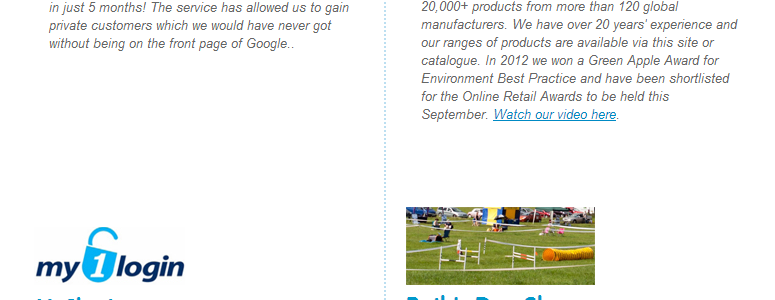 in just 5 months! The service has allowed us to gain
private customers which we would have never got
without being on the front page of Google..
20,000+ products from more than 120 global
manufacturers. We have over 20 years' experience and
our ranges of products are available via this site or
catalogue. In 2012 we won a Green Apple Award for
Environment Best Practice and have been shortlisted
for the Online Retail Awards to be held this
September. Watch our video here.
my1login